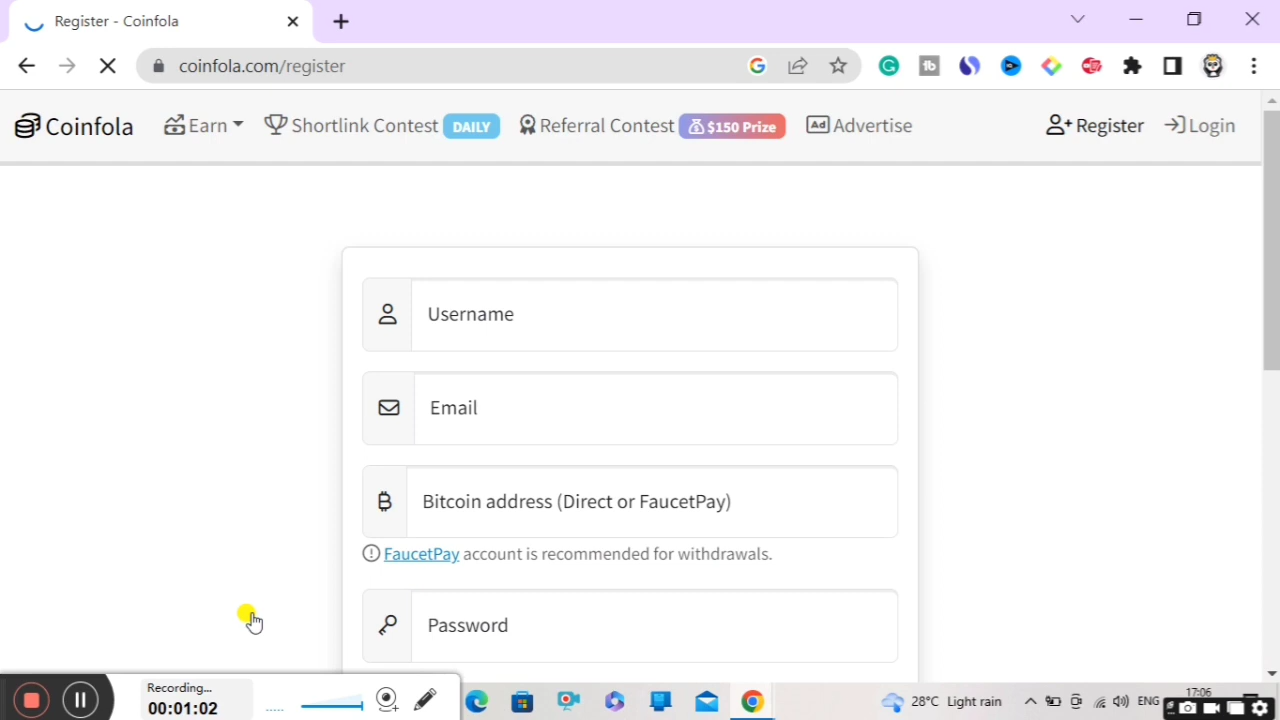 Register - Coinfola
coinfola.com/register
Coinfola Earn Shortlink Contest DAILY Referral Contest $150 Prize Ad Advertise Register Login
Username
Email
Bitcoin address (Direct or FaucetPay)
FaucetPay account is recommended for withdrawals.
Password
Recording...
00:01:02
28°C Light rain
ENG
17:06